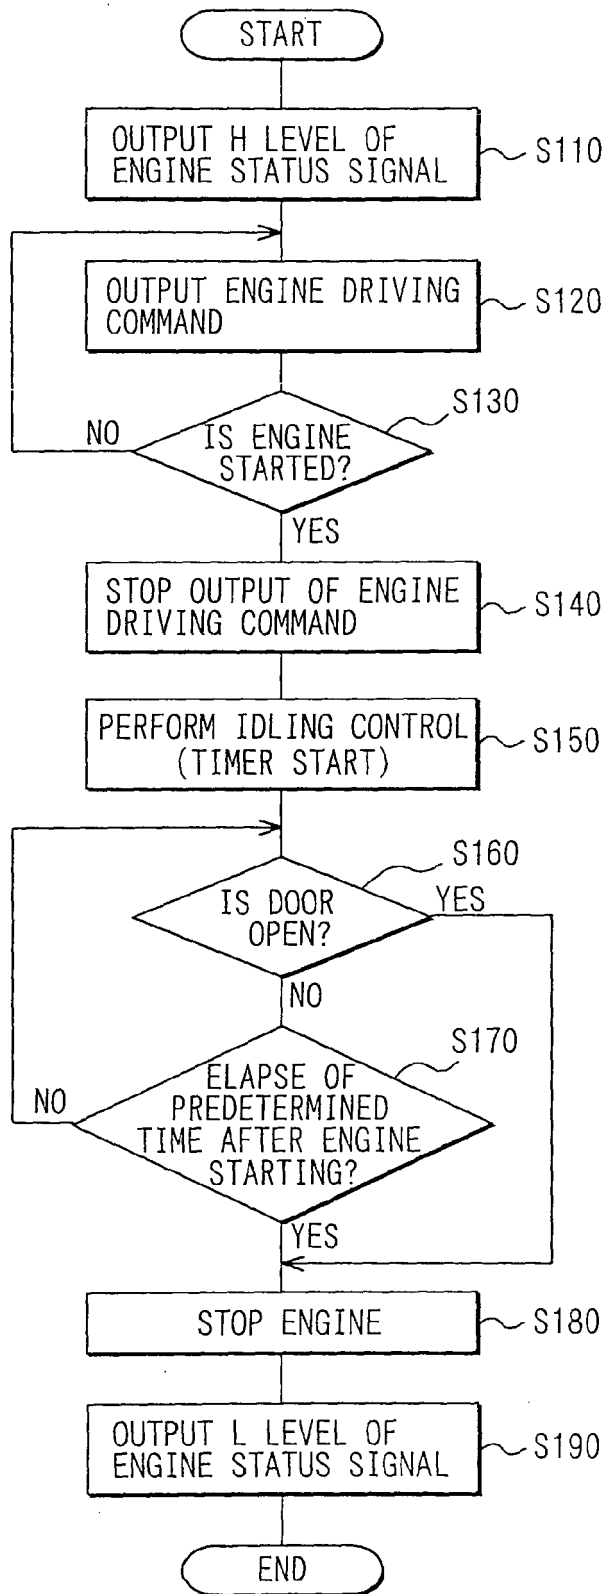 START
OUTPUT H LEVEL OF
ENGINE STATUS SIGNAL
S110
OUTPUT ENGINE DRIVING
COMMAND
S120
S130
IS ENGINE
STARTED?
NO
YES
STOP OUTPUT OF ENGINE
DRIVING COMMAND
S140
PERFORM IDLING CONTROL
(TIMER START)
S150
S160
IS DOOR
OPEN?
YES
NO
S170
ELAPSE OF
PREDETERMINED
TIME AFTER ENGINE
STARTING?
NO
YES
STOP ENGINE
S180
OUTPUT L LEVEL OF
ENGINE STATUS SIGNAL
S190
END